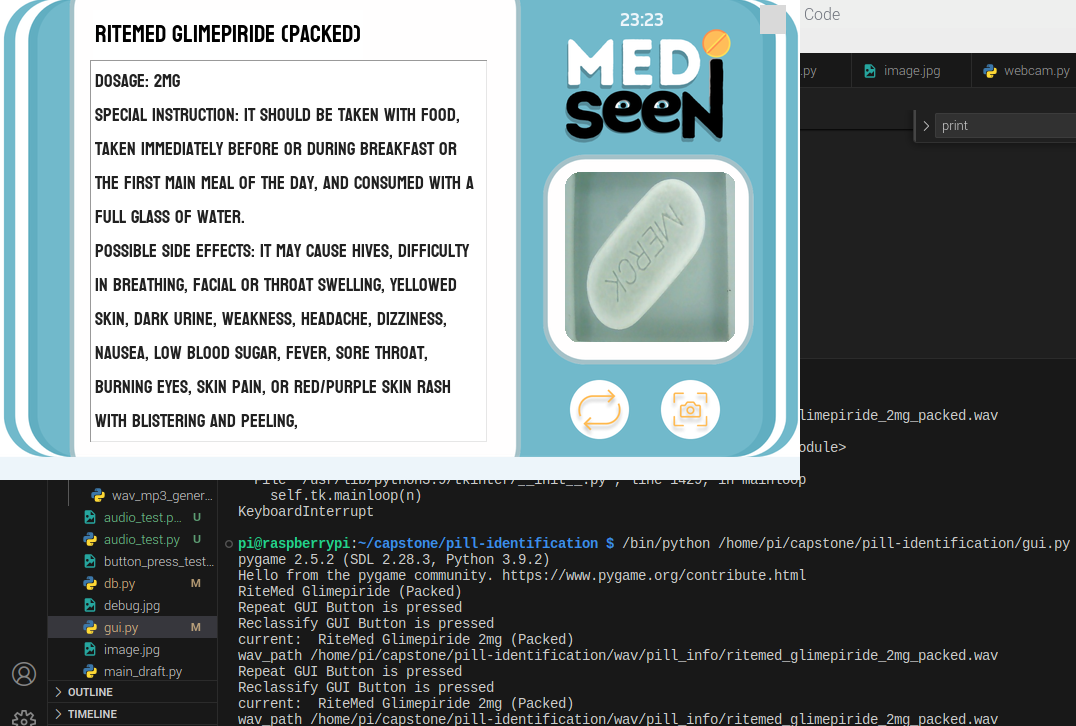 RITEMED GLIMEPIRIDE (PACKED)
DOSAGE: 2MG
SPECIAL INSTRUCTION: IT SHOULD BE TAKEN WITH FOOD,
TAKEN IMMEDIATELY BEFORE OR DURING BREAKFAST OR
THE FIRST MAIN MEAL OF THE DAY, AND CONSUMED WITH A
FULL GLASS OF WATER.
POSSIBLE SIDE EFFECTS: IT MAY CAUSE HIVES, DIFFICULTY
IN BREATHING, FACIAL OR THROAT SWELLING, YELLOWED
SKIN, DARK URINE, WEAKNESS, HEADACHE, DIZZINESS,
NAUSEA, LOW BLOOD SUGAR, FEVER, SORE THROAT,
BURNING EYES, SKIN PAIN, OR RED/PURPLE SKIN RASH
WITH BLISTERING AND PEELING,
23:23
MEDi
seen
MERCK
Code
.py
image.jpg
webcam.py
print
limepiride_2mg_packed.wav
odule>
File "/usr/lib/python3.9/tkinter/__init__.py", line 1429, in mainloop
self.tk.mainloop(n)
KeyboardInterrupt
wav_mp3_gener...
audio_test.p... U
audio_test.py U
button_press_test...
db.py M
debug.jpg
gui.py M
image.jpg
main_draft.py
OUTLINE
TIMELINE
pi@raspberrypi:~/capstone/pill-identification $ /bin/python /home/pi/capstone/pill-identification/gui.py
pygame 2.5.2 (SDL 2.28.3, Python 3.9.2)
Hello from the pygame community. https://www.pygame.org/contribute.html
RiteMed Glimepiride (Packed)
Repeat GUI Button is pressed
Reclassify GUI Button is pressed
current:  RiteMed Glimepiride 2mg (Packed)
wav_path /home/pi/capstone/pill-identification/wav/pill_info/ritemed_glimepiride_2mg_packed.wav
Repeat GUI Button is pressed
Reclassify GUI Button is pressed
current:  RiteMed Glimepiride 2mg (Packed)
wav_path /home/pi/capstone/pill-identification/wav/pill_info/ritemed_glimepiride_2mg_packed.wav